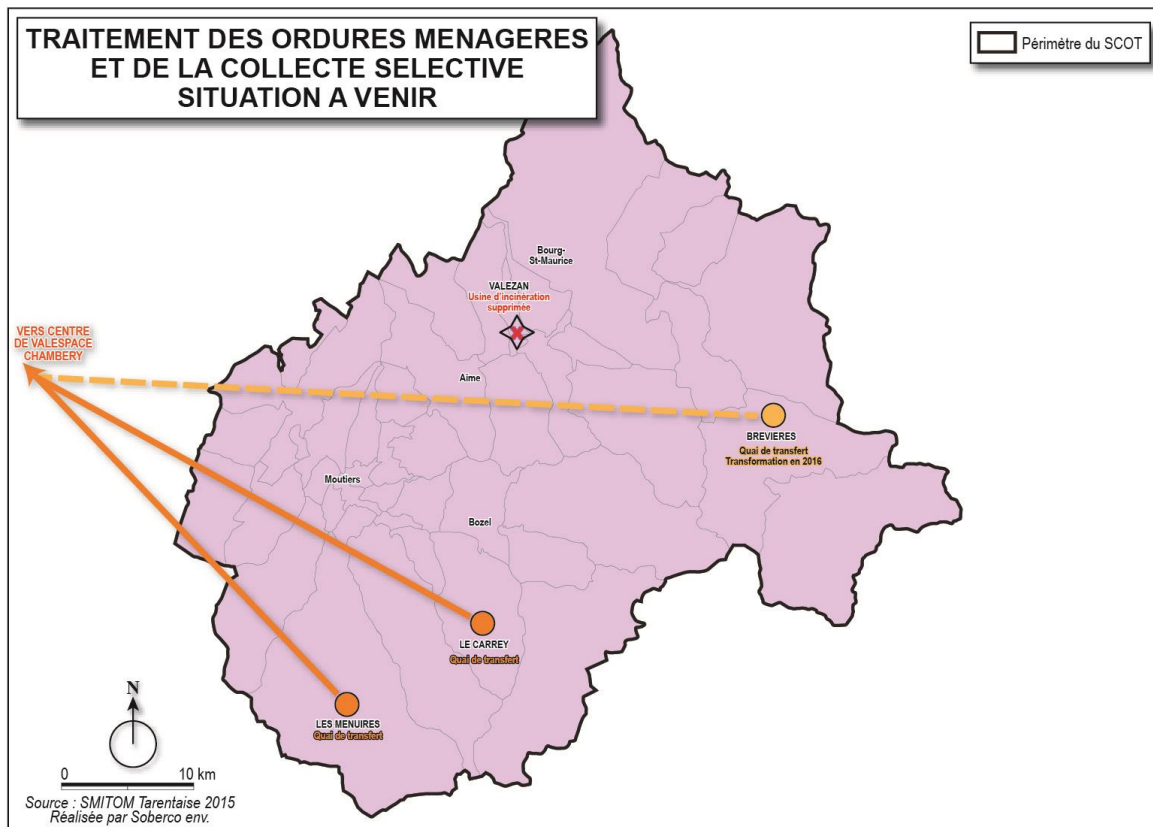 TRAITEMENT DES ORDURES MENAGERES
ET DE LA COLLECTE SELECTIVE
SITUATION A VENIR
Périmètre du SCOT
Bourg-
St-Maurice
VALEZAN
Usine d'incinération
supprimée
VERS CENTRE
DE VALESPACE
CHAMBERY
Aime
BREVIERES
Quai de transfert
Transformation en 2016
Moutiers
Bozel
LE CARREY
Quai de transfert
LES MENUIRES
Quai de transfert
N
0 10 km
Source : SMITOM Tarentaise 2015
Réalisée par Soberco env.